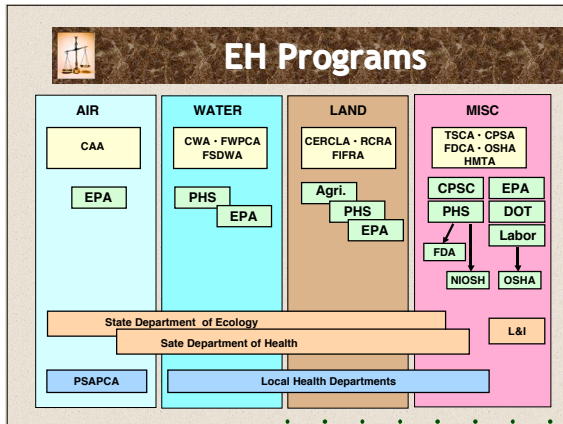 EH Programs
AIR
CAA
EPA
WATER
CWA · FWPCA
FSDWA
PHS
EPA
LAND
CERCLA · RCRA
FIFRA
Agri.
PHS
EPA
MISC
TSCA · CPSA
FDCA · OSHA
HMTA
CPSC
EPA
PHS
DOT
Labor
FDA
NIOSH
OSHA
State Department of Ecology
Sate Department of Health
L&I
PSAPCA
Local Health Departments